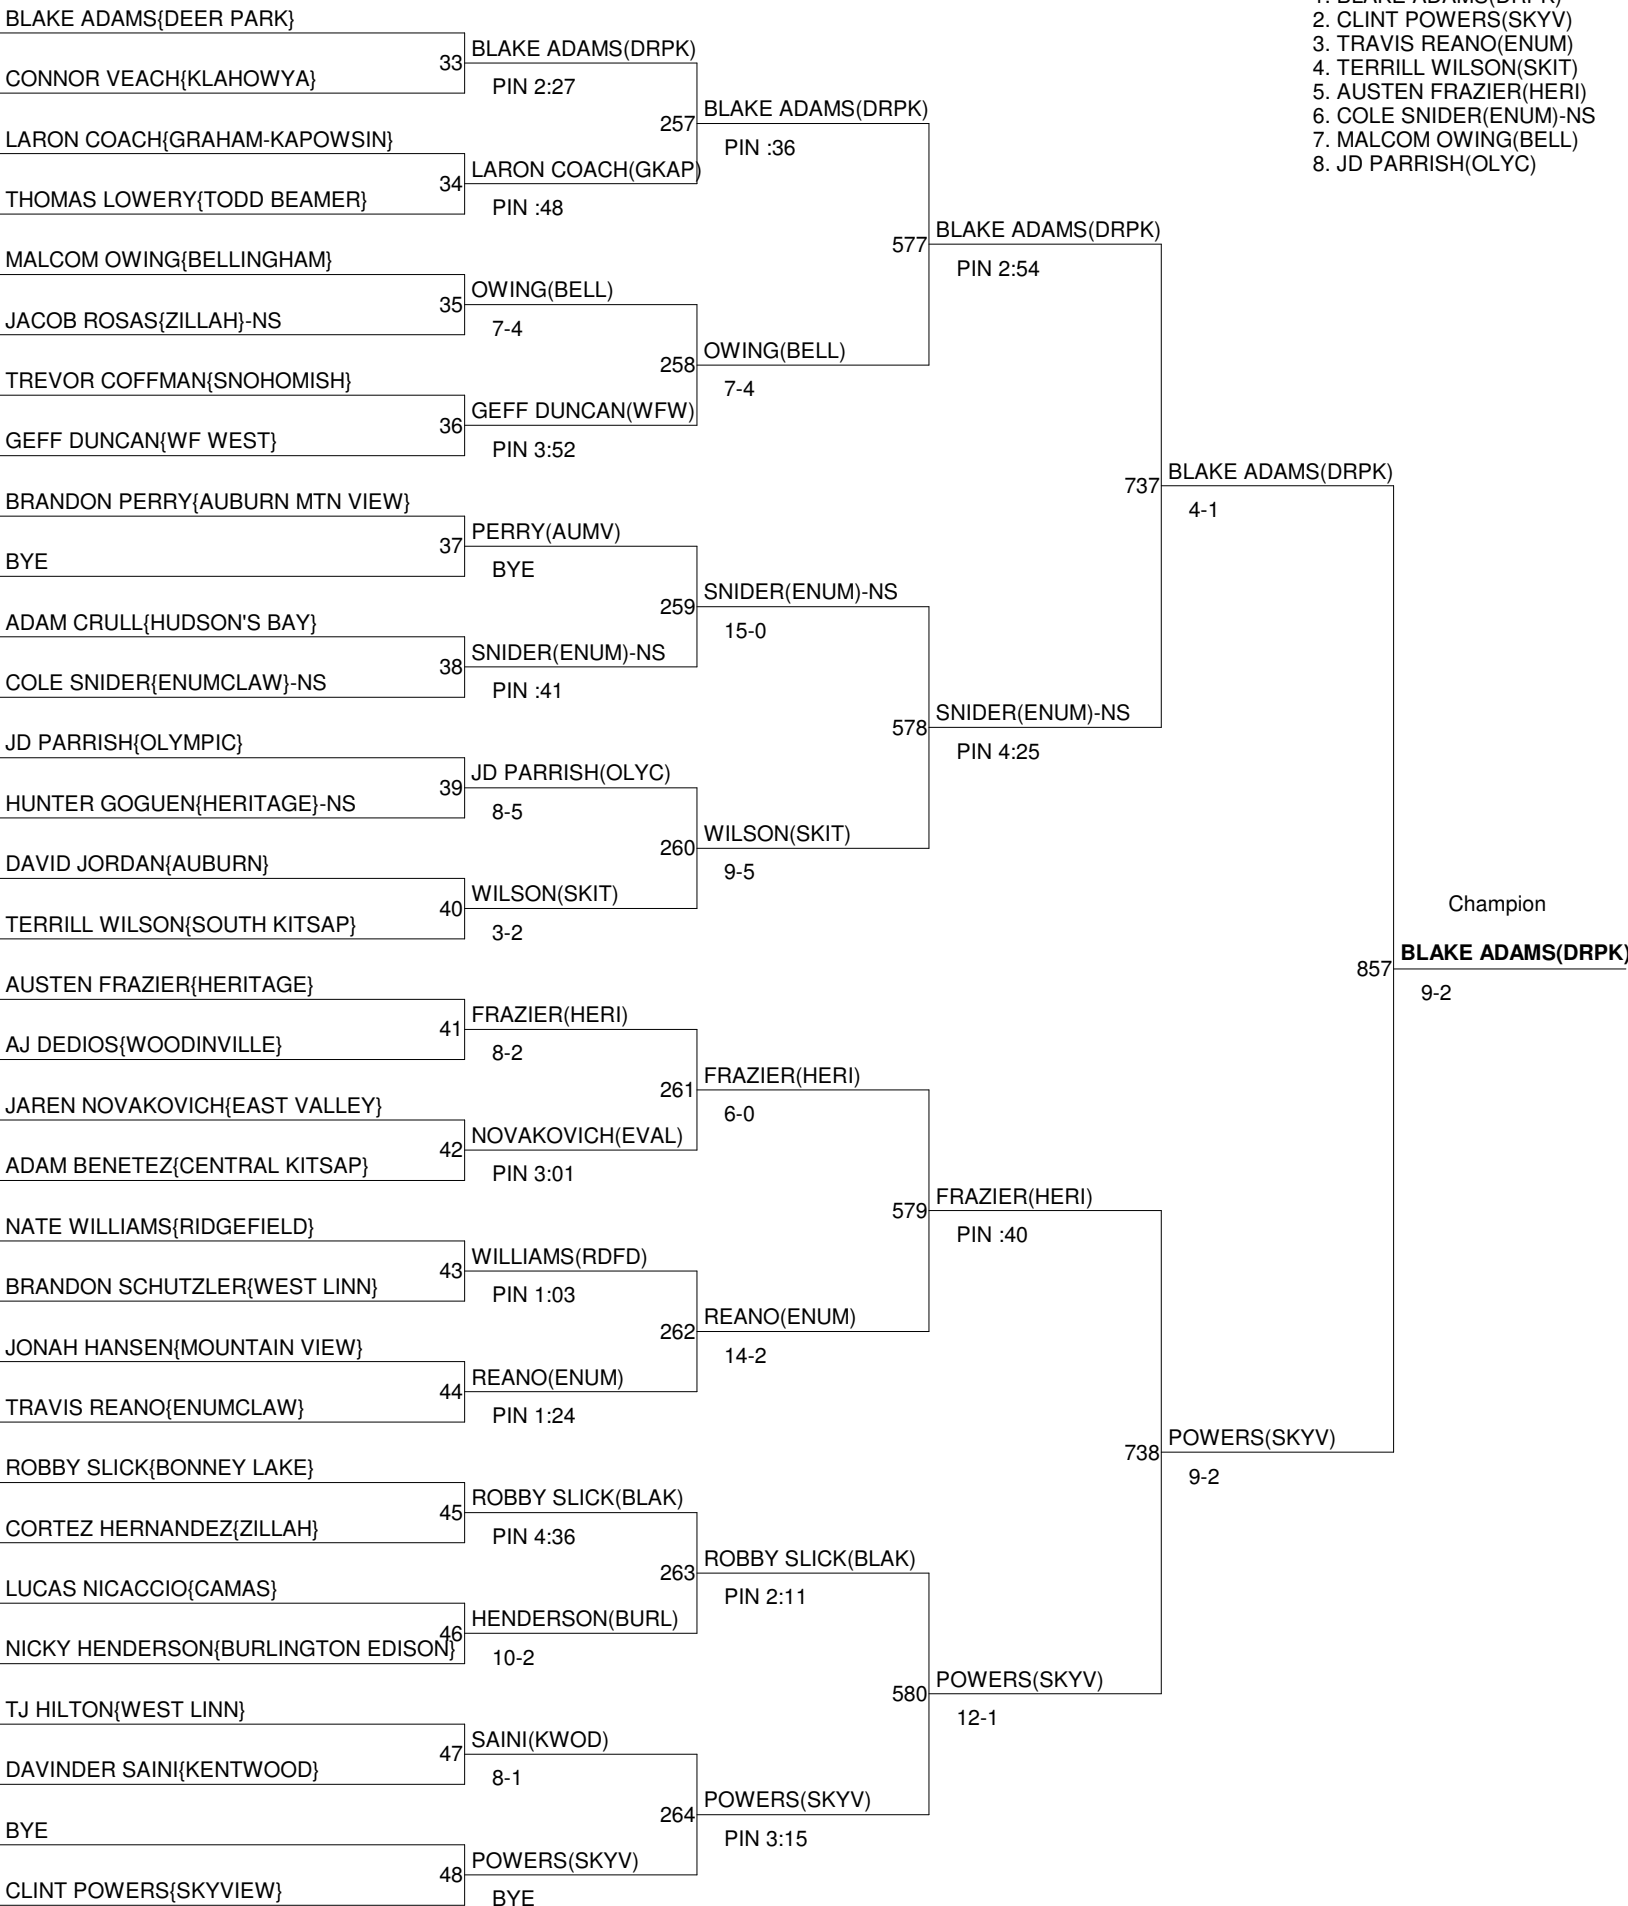 1. BLAKE ADAMS(DRPK)
2. CLINT POWERS(SKYV)
3. TRAVIS REANO(ENUM)
4. TERRILL WILSON(SKIT)
5. AUSTEN FRAZIER(HERI)
6. COLE SNIDER(ENUM)-NS
7. MALCOM OWING(BELL)
8. JD PARRISH(OLYC)
BLAKE ADAMS{DEER PARK}
CONNOR VEACH{KLAHOWYA}
LARON COACH{GRAHAM-KAPOWSIN}
THOMAS LOWERY{TODD BEAMER}
MALCOM OWING{BELLINGHAM}
JACOB ROSAS{ZILLAH}-NS
TREVOR COFFMAN{SNOHOMISH}
GEFF DUNCAN{WF WEST}
BRANDON PERRY{AUBURN MTN VIEW}
BYE
ADAM CRULL{HUDSON'S BAY}
COLE SNIDER{ENUMCLAW}-NS
JD PARRISH{OLYMPIC}
HUNTER GOGUEN{HERITAGE}-NS
DAVID JORDAN{AUBURN}
TERRILL WILSON{SOUTH KITSAP}
AUSTEN FRAZIER{HERITAGE}
AJ DEDIOS{WOODINVILLE}
JAREN NOVAKOVICH{EAST VALLEY}
ADAM BENETEZ{CENTRAL KITSAP}
NATE WILLIAMS{RIDGEFIELD}
BRANDON SCHUTZLER{WEST LINN}
JONAH HANSEN{MOUNTAIN VIEW}
TRAVIS REANO{ENUMCLAW}
ROBBY SLICK{BONNEY LAKE}
CORTEZ HERNANDEZ{ZILLAH}
LUCAS NICACCIO{CAMAS}
NICKY HENDERSON{BURLINGTON EDISON}
TJ HILTON{WEST LINN}
DAVINDER SAINI{KENTWOOD}
BYE
CLINT POWERS{SKYVIEW}
33 BLAKE ADAMS(DRPK)
PIN 2:27
34 LARON COACH(GKAP)
PIN :48
35 OWING(BELL)
7-4
36 GEFF DUNCAN(WFW)
PIN 3:52
37 PERRY(AUMV)
BYE
38 SNIDER(ENUM)-NS
PIN :41
39 JD PARRISH(OLYC)
8-5
40 WILSON(SKIT)
3-2
41 FRAZIER(HERI)
8-2
42 NOVAKOVICH(EVAL)
PIN 3:01
43 WILLIAMS(RDFD)
PIN 1:03
44 REANO(ENUM)
PIN 1:24
45 ROBBY SLICK(BLAK)
PIN 4:36
46 HENDERSON(BURL)
10-2
47 SAINI(KWOD)
8-1
48 POWERS(SKYV)
BYE
257 BLAKE ADAMS(DRPK)
PIN :36
258 OWING(BELL)
7-4
259 SNIDER(ENUM)-NS
15-0
260 WILSON(SKIT)
9-5
261 FRAZIER(HERI)
6-0
262 REANO(ENUM)
14-2
263 ROBBY SLICK(BLAK)
PIN 2:11
264 POWERS(SKYV)
PIN 3:15
577 BLAKE ADAMS(DRPK)
PIN 2:54
578 SNIDER(ENUM)-NS
PIN 4:25
579 FRAZIER(HERI)
PIN :40
580 POWERS(SKYV)
12-1
737 BLAKE ADAMS(DRPK)
4-1
738 POWERS(SKYV)
9-2
Champion
857 BLAKE ADAMS(DRPK)
9-2